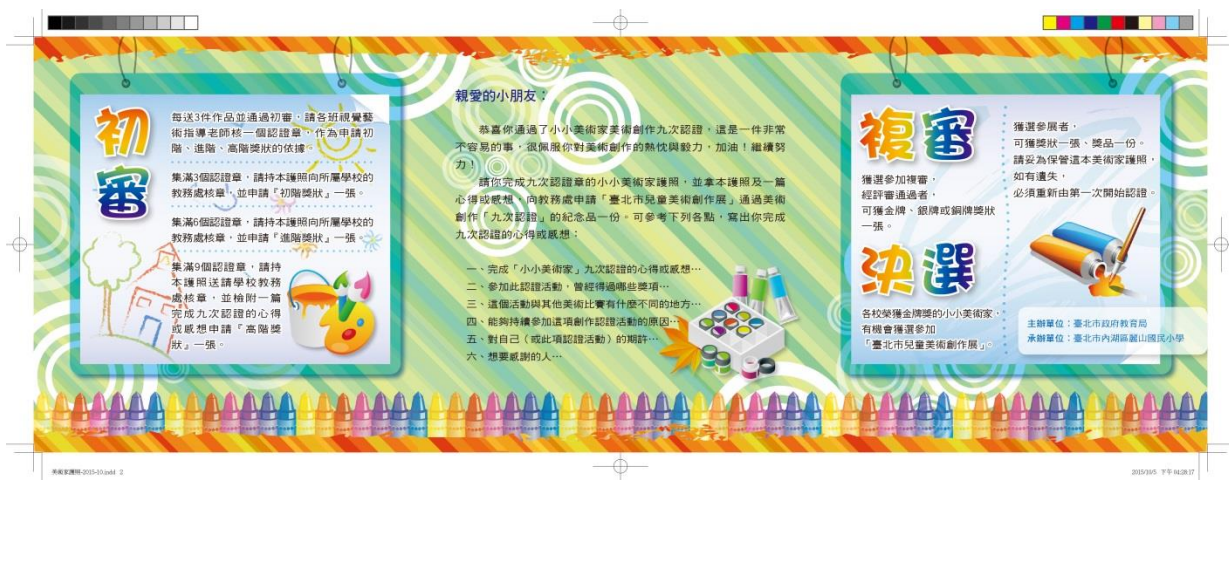 初審
每送3件作品並通過初審，請各班視覺藝
術指導老師核一個認證章，作為申請初
階、進階、高階獎狀的依據。
集滿3個認證章，請持本護照向所屬學校的
教務處核章，並申請『初階獎狀』一張。
集滿6個認證章，請持本護照向所屬學校的
教務處核章，並申請『進階獎狀』一張。
集滿9個認證章，請持
本護照送請學校教務
處核章，並檢附一篇
完成九次認證的心得
或感想申請『高階獎
狀』一張。
親愛的小朋友：
恭喜你通過了小小美術家美術創作九次認證，這是一件非常
不容易的事，很佩服你對美術創作的熱忱與毅力，加油！繼續努
力！
請你完成九次認證章的小小美術家護照，並拿本護照及一篇
心得或感想，向教務處申請「臺北市兒童美術創作展」通過美術
創作「九次認證」的紀念品一份。可參考下列各點，寫出你完成
九次認證的心得或感想：
一、完成「小小美術家」九次認證的心得或感想…
二、參加此認證活動，曾經得過哪些獎項…
三、這個活動與其他美術比賽有什麼不同的地方…
四、能夠持續參加這項創作認證活動的原因…
五、對自己（或此項認證活動）的期許…
六、想要感謝的人…
複審
獲選參加複審，
經評審通過者，
可獲金牌、銀牌或銅牌獎狀
一張。
決選
各校榮獲金牌獎的小小美術家，
有機會獲選參加
「臺北市兒童美術創作展」。
獲選參展者，
可獲獎狀一張、獎品一份。
請妥為保管這本美術家護照，
如有遺失，
必須重新由第一次開始認證。
主辦單位：臺北市政府教育局
承辦單位：臺北市內湖區麗山國民小學
美術家護照-2015-10.indd 2
2015/10/5 下午 04:28:17